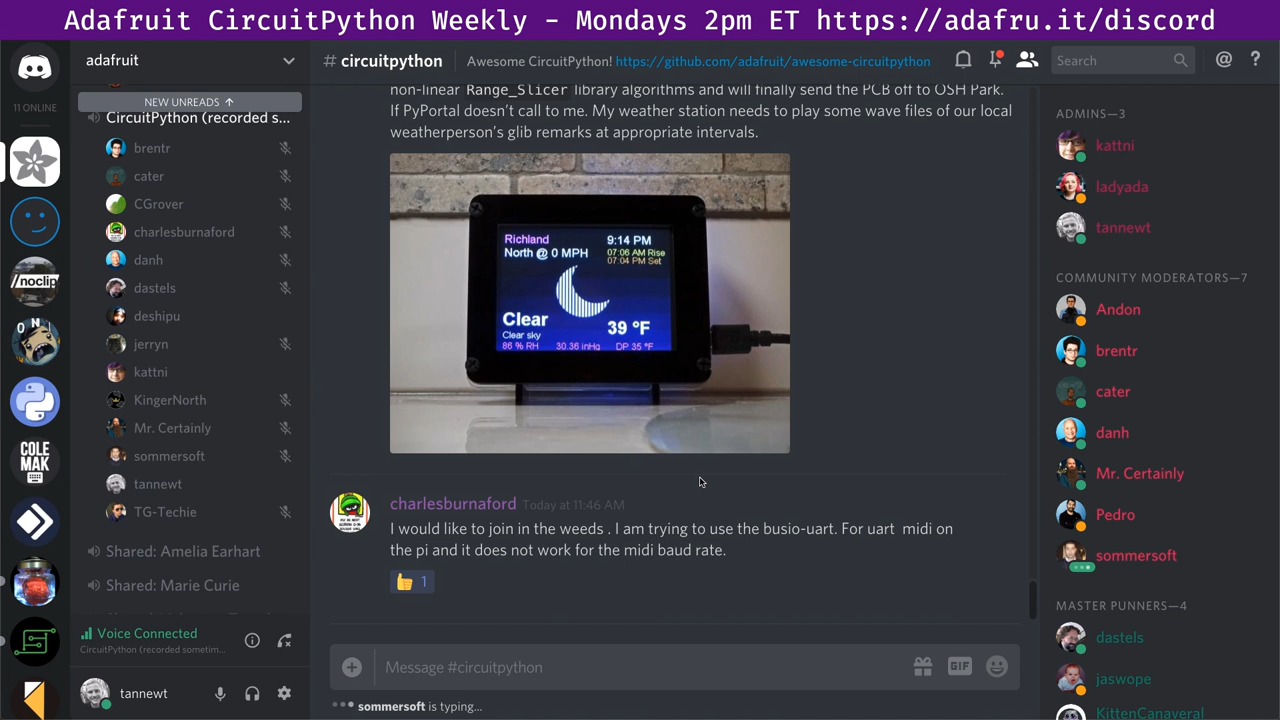 Adafruit CircuitPython Weekly - Mondays 2pm ET https://adafru.it/discord
adafruit
# circuitpython
Awesome CircuitPython! https://github.com/adafruit/awesome-circuitpython
Search
@
?
11 ONLINE
NEW UNREADS ↑
CircuitPython (recorded s...
brentr
cater
CGrover
charlesburnaford
danh
dastels
deshipu
jerryn
kattni
KingerNorth
Mr. Certainly
sommersoft
tannewt
TG-Techie
Shared: Amelia Earhart
Shared: Marie Curie
Voice Connected
CircuitPython (recorded sometim...
tannewt
/noclip
COLE
MAK
non-linear Range_Slicer library algorithms and will finally send the PCB off to OSH Park.
If PyPortal doesn't call to me. My weather station needs to play some wave files of our local
weatherperson's glib remarks at appropriate intervals.
Richland
9:14 PM
North @ 0 MPH
07:06 AM Rise
07:04 PM Set
Clear
Clear sky
39 °F
86 % RH
30.36 inHg
DP 35 °F
charlesburnaford Today at 11:46 AM
I would like to join in the weeds . I am trying to use the busio-uart. For uart midi on
the pi and it does not work for the midi baud rate.
1
Message #circuitpython
GIF
sommersoft is typing...
ADMINS—3
kattni
ladyada
tannewt
COMMUNITY MODERATORS—7
Andon
brentr
cater
danh
Mr. Certainly
Pedro
sommersoft
MASTER PUNNERS—4
dastels
jaswope
KittenCanaveral